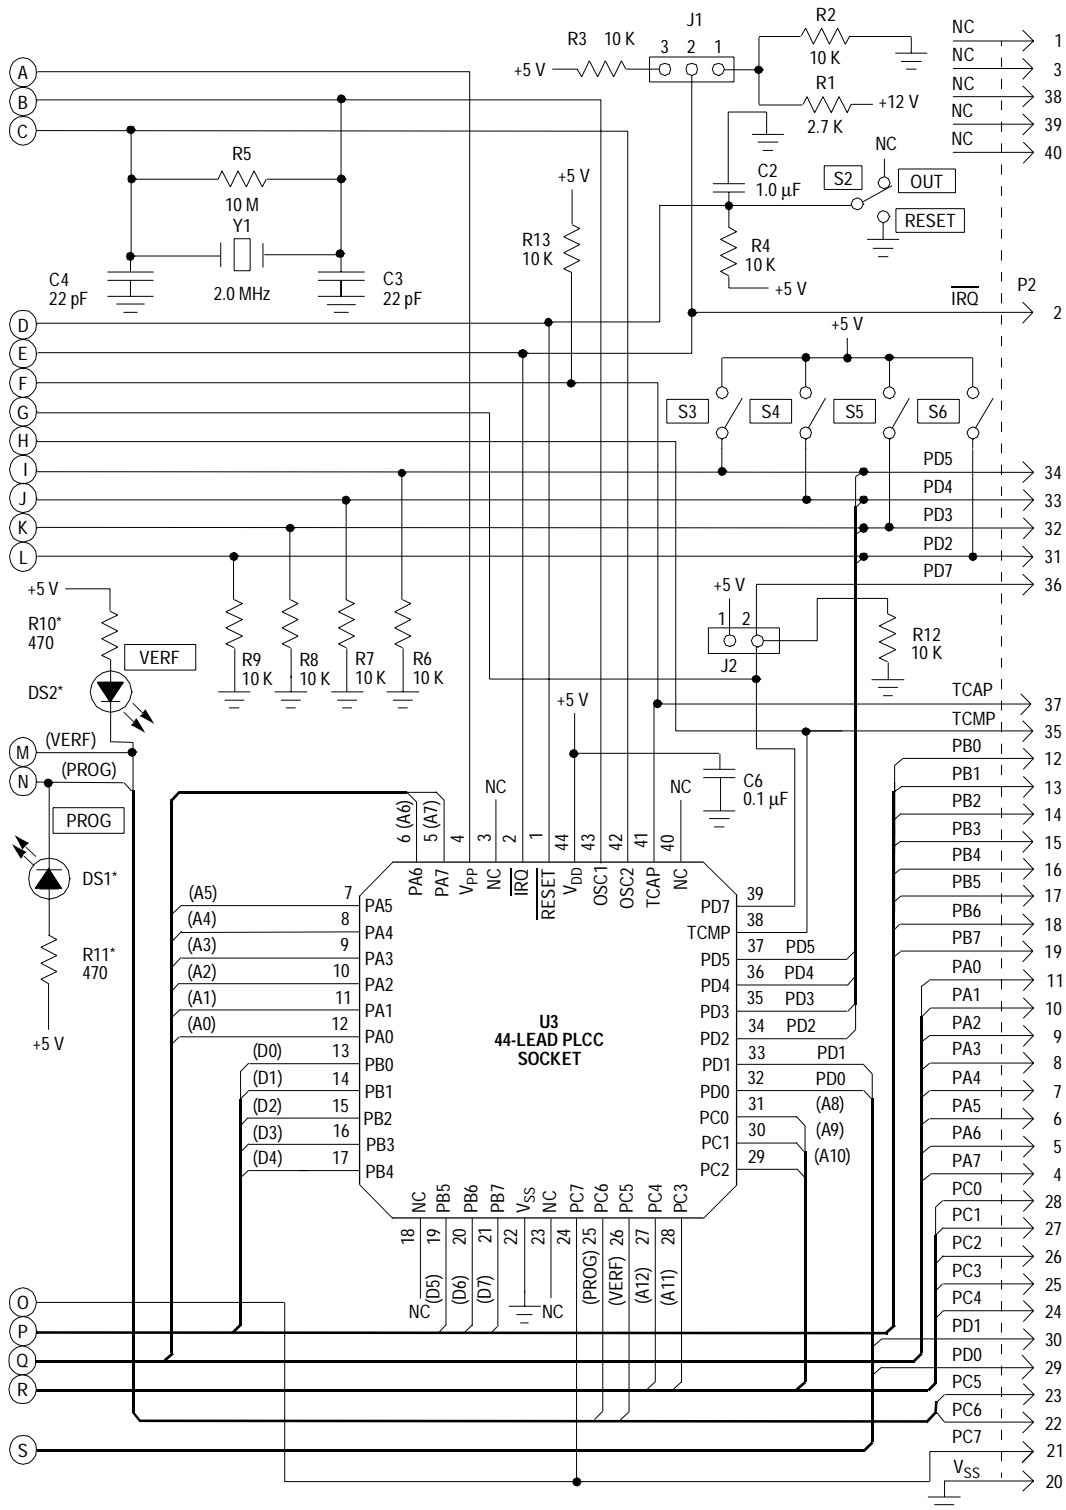 J1
R3 10 K
3 2 1
+5 V
R2
10 K
R1
2.7 K
+12 V
NC 1
NC 3
NC 38
NC 39
NC 40
A
B
C
R5
10 M
Y1
2.0 MHz
C4
22 pF
C3
22 pF
+5 V
R13
10 K
C2
1.0 µF
R4
10 K
+5 V
NC
S2
OUT
RESET
IRQ
P2
2
D
E
F
G
H
I
J
K
L
+5 V
S3
S4
S5
S6
PD5 34
PD4 33
PD3 32
PD2 31
PD7 36
+5 V
R10*
470
VERF
DS2*
R9
10 K
R8
10 K
R7
10 K
R6
10 K
+5 V
1 2
J2
R12
10 K
+5 V
C6
0.1 µF
M (VERF)
N (PROG)
PROG
DS1*
R11*
470
+5 V
TCAP 37
TCMP 35
PB0 12
PB1 13
PB2 14
PB3 15
PB4 16
PB5 17
PB6 18
PB7 19
PA0 11
PA1 10
PA2 9
PA3 8
PA4 7
PA5 6
PA6 5
PA7 4
PC0 28
PC1 27
PC2 26
PC3 25
PC4 24
PD1 30
PD0 29
PC5 23
PC6 22
PC7 21
VSS 20
NC
NC
6 (A6)
5 (A7)
4
3
2
1
44
43
42
41
40
PA6
PA7
VPP
NC
IRQ
RESET
VDD
OSC1
OSC2
TCAP
NC
(A5) 7 PA5
(A4) 8 PA4
(A3) 9 PA3
(A2) 10 PA2
(A1) 11 PA1
(A0) 12 PA0
(D0) 13 PB0
(D1) 14 PB1
(D2) 15 PB2
(D3) 16 PB3
(D4) 17 PB4
U3
44-LEAD PLCC
SOCKET
PD7 39
TCMP 38
PD5 37 PD5
PD4 36 PD4
PD3 35 PD3
PD2 34 PD2
PD1 33 PD1
PD0 32 PD0
PC0 31 (A8)
PC1 30 (A9)
PC2 29 (A10)
NC
PB5
PB6
PB7
VSS
NC
PC7
PC6
PC5
PC4
PC3
18
19
20
21
22
23
24
25
26
27
28
(D5)
(D6)
(D7)
(PROG)
(VERF)
(A12)
(A11)
NC
NC
O
P
Q
R
S